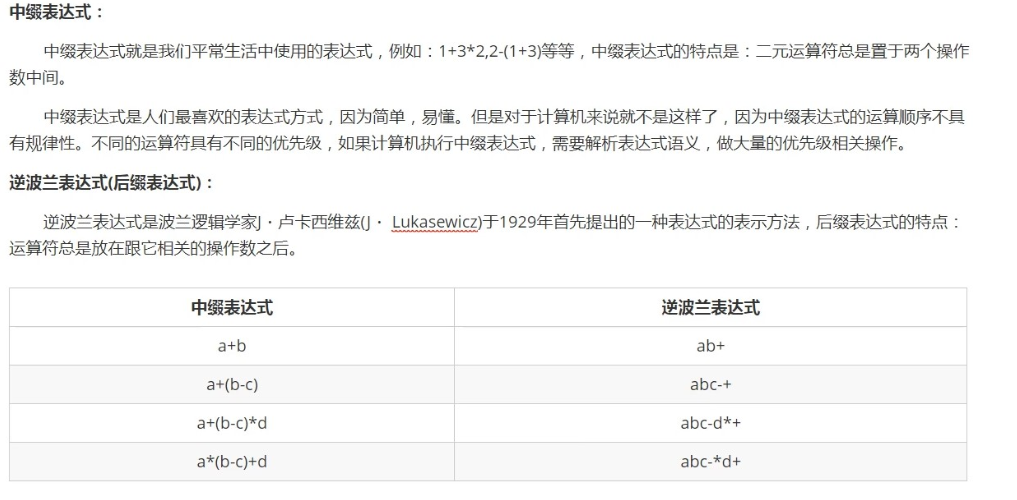 中缀表达式：
中缀表达式就是我们平常生活中使用的表达式，例如：1+3*2,2-(1+3)等等，中缀表达式的特点是：二元运算符总是置于两个操作
数中间。
中缀表达式是人们最喜欢的表达式方式，因为简单，易懂。但是对于计算机来说就不是这样了，因为中缀表达式的运算顺序不具
有规律性。不同的运算符具有不同的优先级，如果计算机执行中缀表达式，需要解析表达式语义，做大量的优先级相关操作。
逆波兰表达式(后缀表达式)：
逆波兰表达式是波兰逻辑学家J・卢卡西维兹(J・ Lukasewicz)于1929年首先提出的一种表达式的表示方法，后缀表达式的特点：
运算符总是放在跟它相关的操作数之后。
中缀表达式 逆波兰表达式
a+b ab+
a+(b-c) abc-+
a+(b-c)*d abc-d*+
a*(b-c)+d abc-*d+